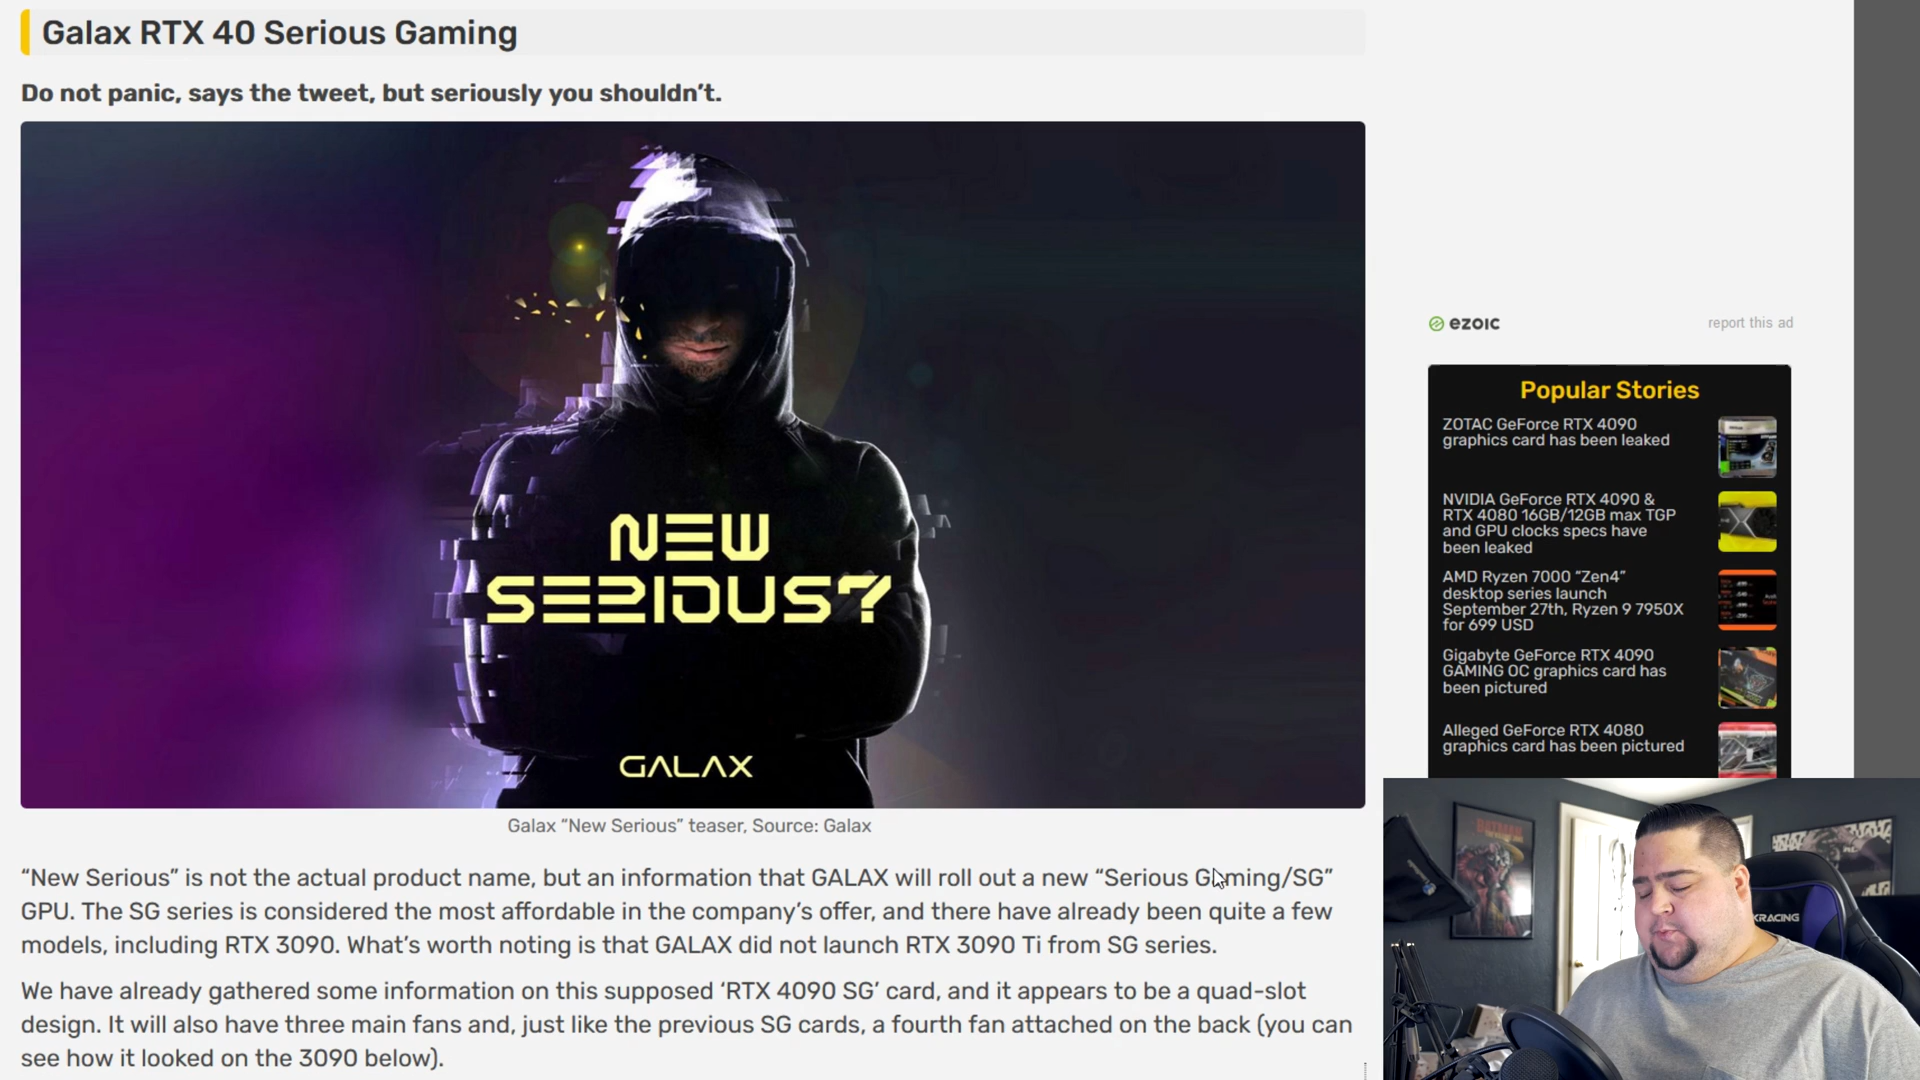 Galax RTX 40 Serious Gaming
Do not panic, says the tweet, but seriously you shouldn’t.
NEW
SERIOUS?
GALAX
Galax “New Serious” teaser, Source: Galax
“New Serious” is not the actual product name, but an information that GALAX will roll out a new “Serious Gaming/SG”
GPU. The SG series is considered the most affordable in the company’s offer, and there have already been quite a few
models, including RTX 3090. What’s worth noting is that GALAX did not launch RTX 3090 Ti from SG series.
We have already gathered some information on this supposed ‘RTX 4090 SG’ card, and it appears to be a quad-slot
design. It will also have three main fans and, just like the previous SG cards, a fourth fan attached on the back (you can
see how it looked on the 3090 below).
ezoic
report this ad
Popular Stories
ZOTAC GeForce RTX 4090
graphics card has been leaked
NVIDIA GeForce RTX 4090 &
RTX 4080 16GB/12GB max TGP
and GPU clocks specs have
been leaked
AMD Ryzen 7000 “Zen4”
desktop series launch
September 27th, Ryzen 9 7950X
for 699 USD
Gigabyte GeForce RTX 4090
GAMING OC graphics card has
been pictured
Alleged GeForce RTX 4080
graphics card has been pictured
KRACING